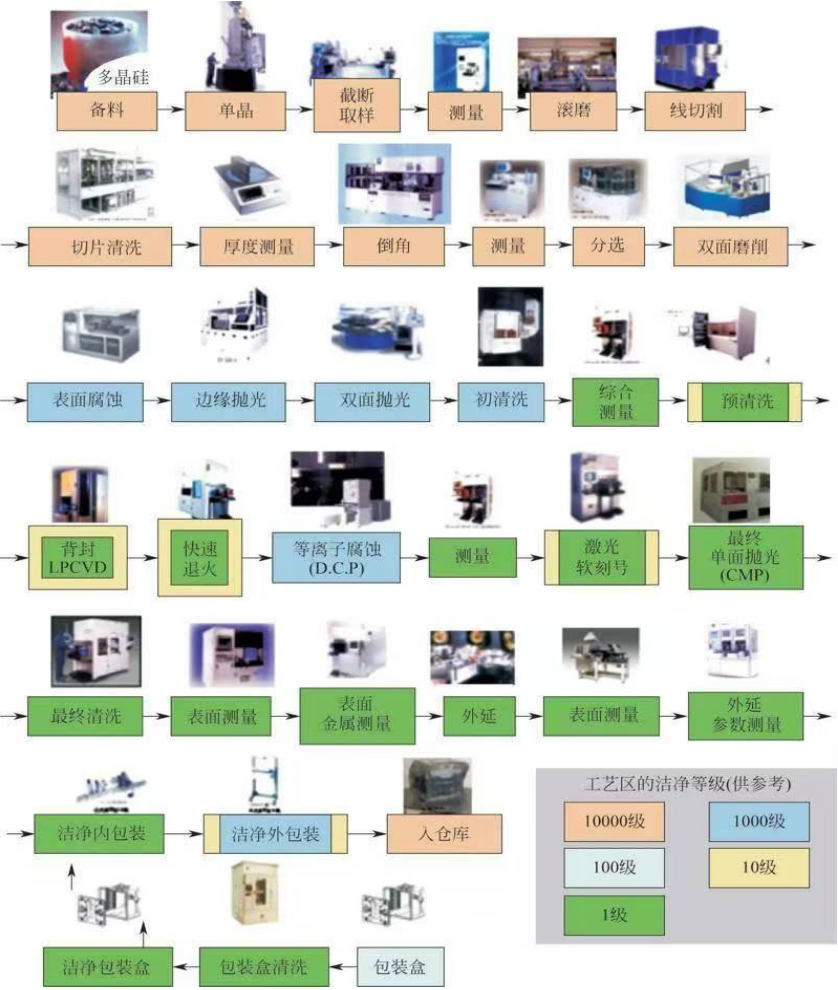 多晶硅
备料
单晶
截断
取样
测量
滚磨
线切割
切片清洗
厚度测量
倒角
测量
分选
双面磨削
表面腐蚀
边缘抛光
双面抛光
初清洗
综合
测量
预清洗
背封
LPCVD
快速
退火
等离子腐蚀
(D.C.P)
测量
激光
软刻号
最终
单面抛光
(CMP)
最终清洗
表面测量
表面
金属测量
外延
表面测量
外延
参数测量
洁净内包装
洁净外包装
入仓库
洁净包装盒
包装盒清洗
包装盒
工艺区的洁净等级(供参考)
10000级
1000级
100级
10级
1级